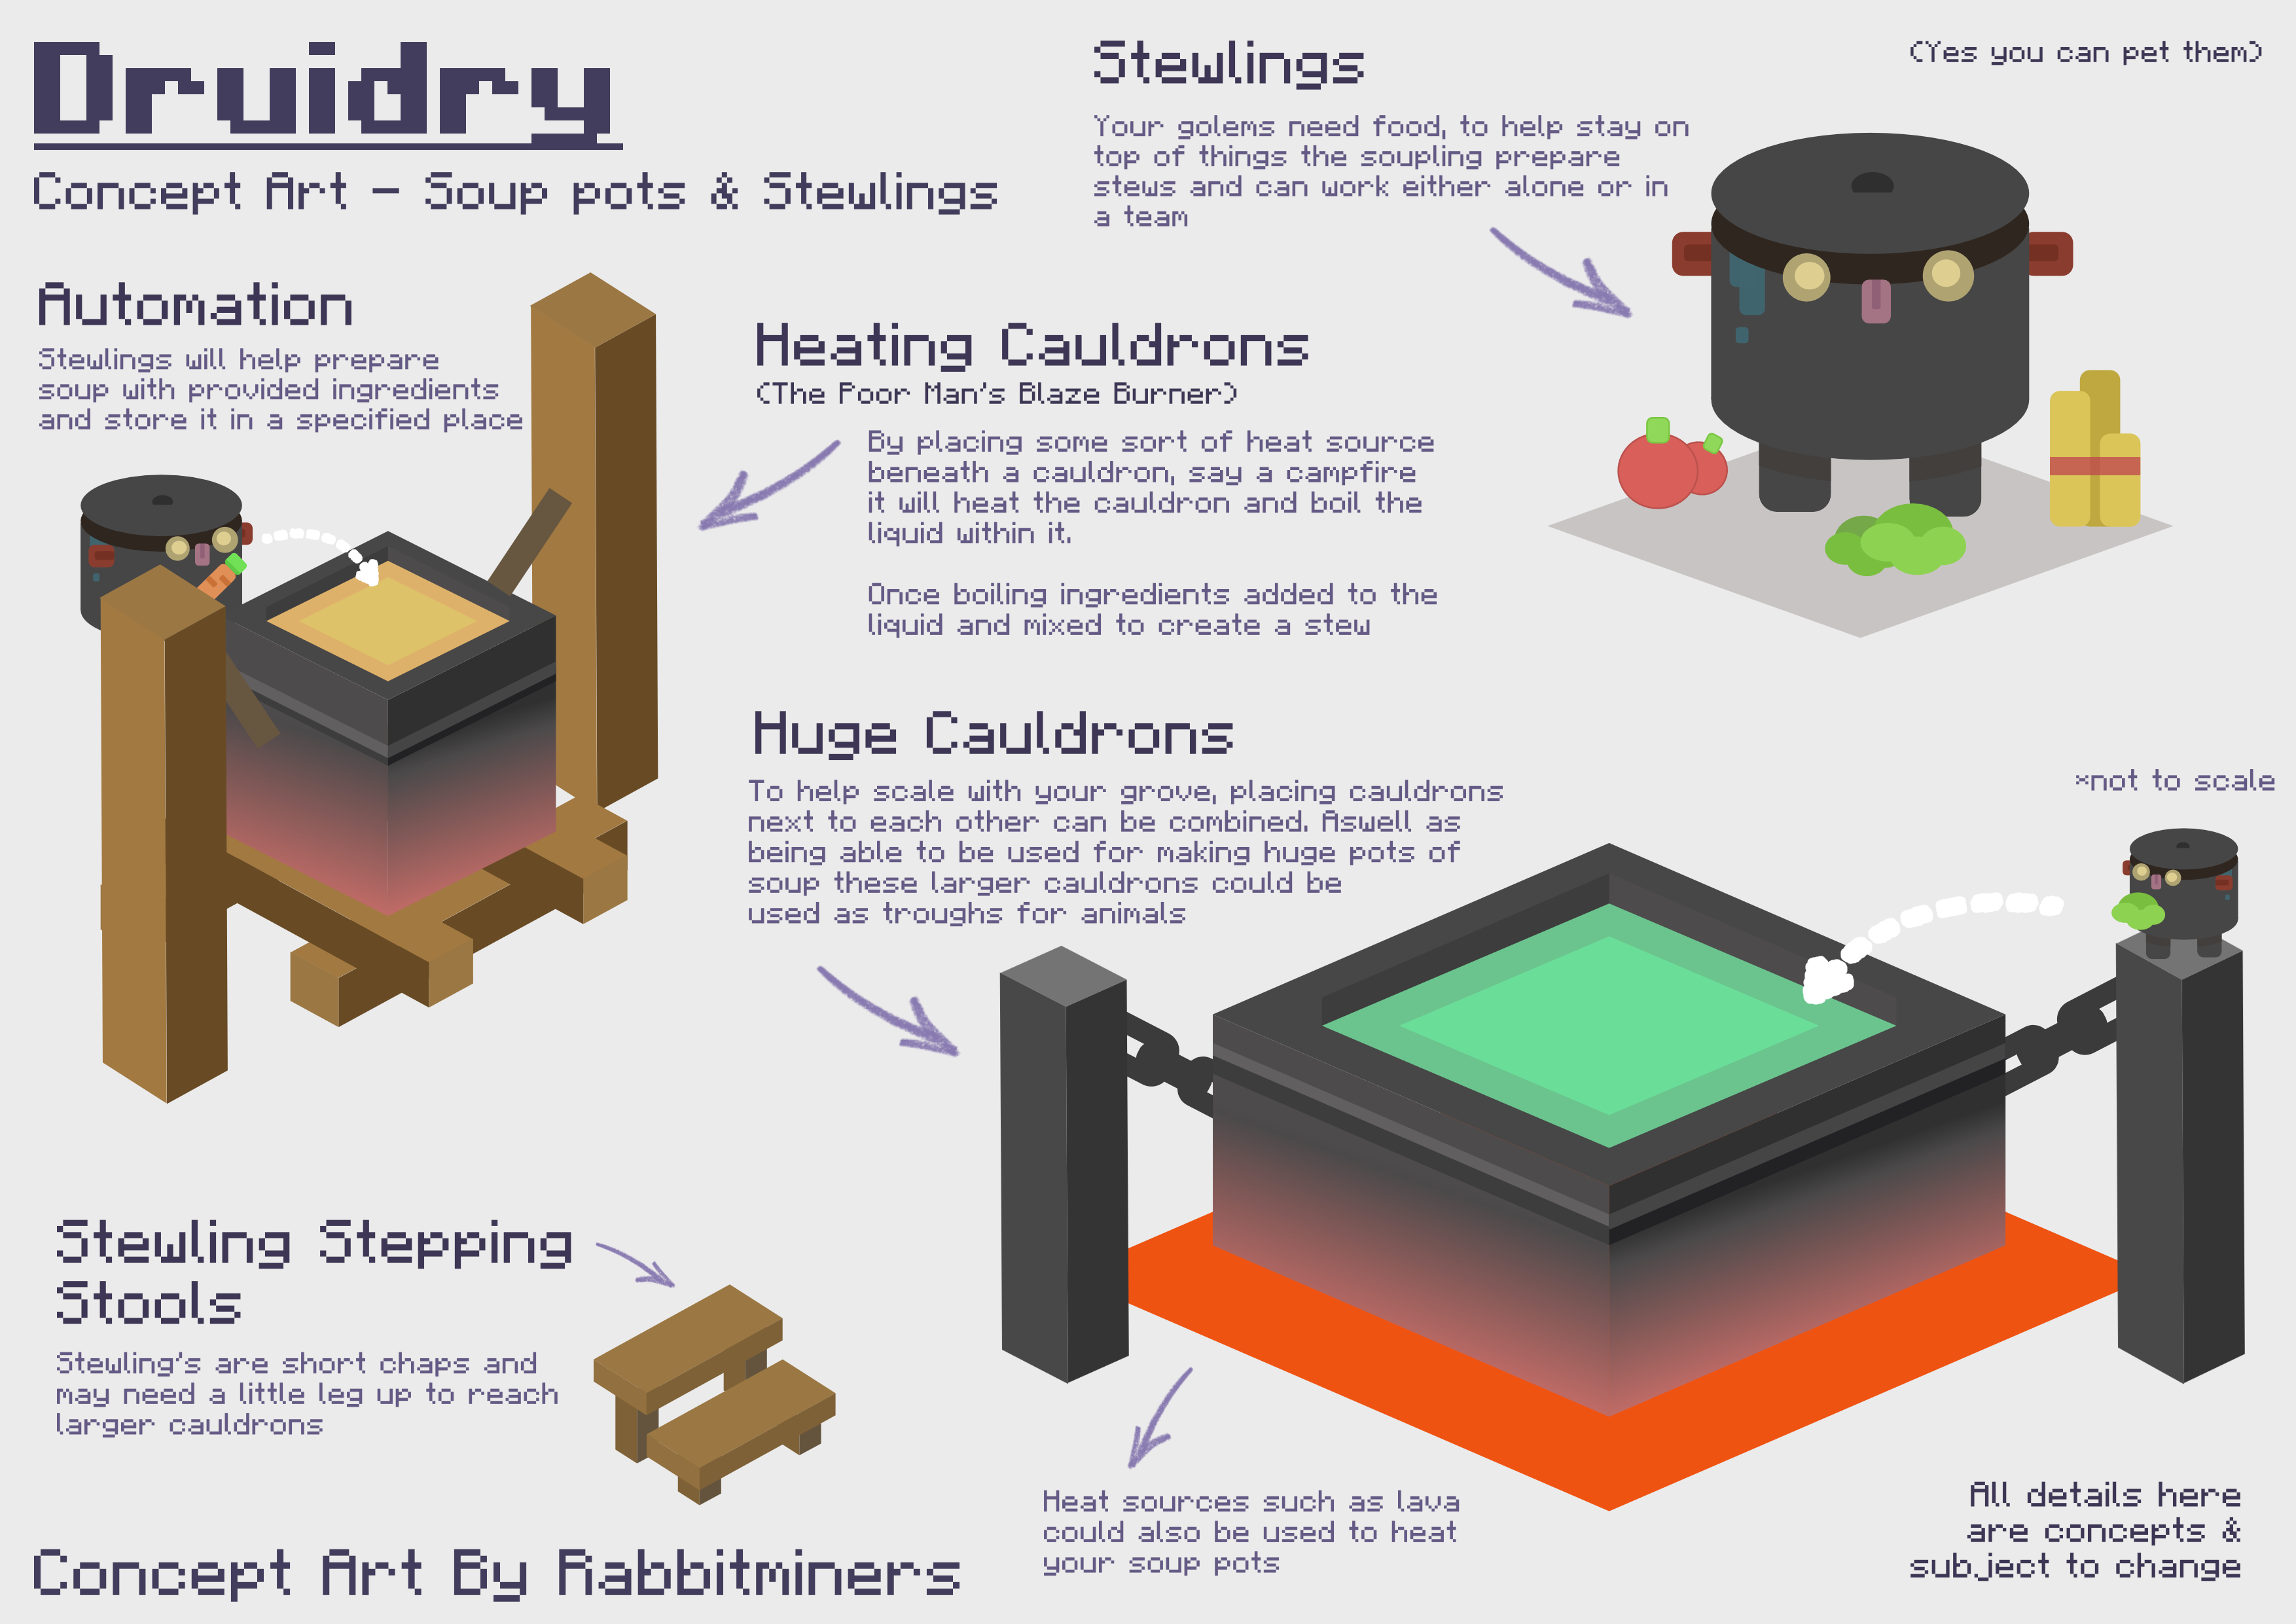 Druidry
Concept Art - Soup pots & Stewlings
Stewlings
(Yes you can pet them)
Your golems need food, to help stay on
top of things the soupling prepare
stews and can work either alone or in
a team
Automation
Stewlings will help prepare
soup with provided ingredients
and store it in a specified place
Heating Cauldrons
(The Poor Man's Blaze Burner)
By placing some sort of heat source
beneath a cauldron, say a campfire
it will heat the cauldron and boil the
liquid within it.
Once boiling ingredients added to the
liquid and mixed to create a stew
Huge Cauldrons
To help scale with your grove, placing cauldrons
next to each other can be combined. Aswell as
being able to be used for making huge pots of
soup these larger cauldrons could be
used as troughs for animals
*not to scale
Stewling Stepping
Stools
Stewling's are short chaps and
may need a little leg up to reach
larger cauldrons
Heat sources such as lava
could also be used to heat
your soup pots
All details here
are concepts &
subject to change
Concept Art By Rabbitminers